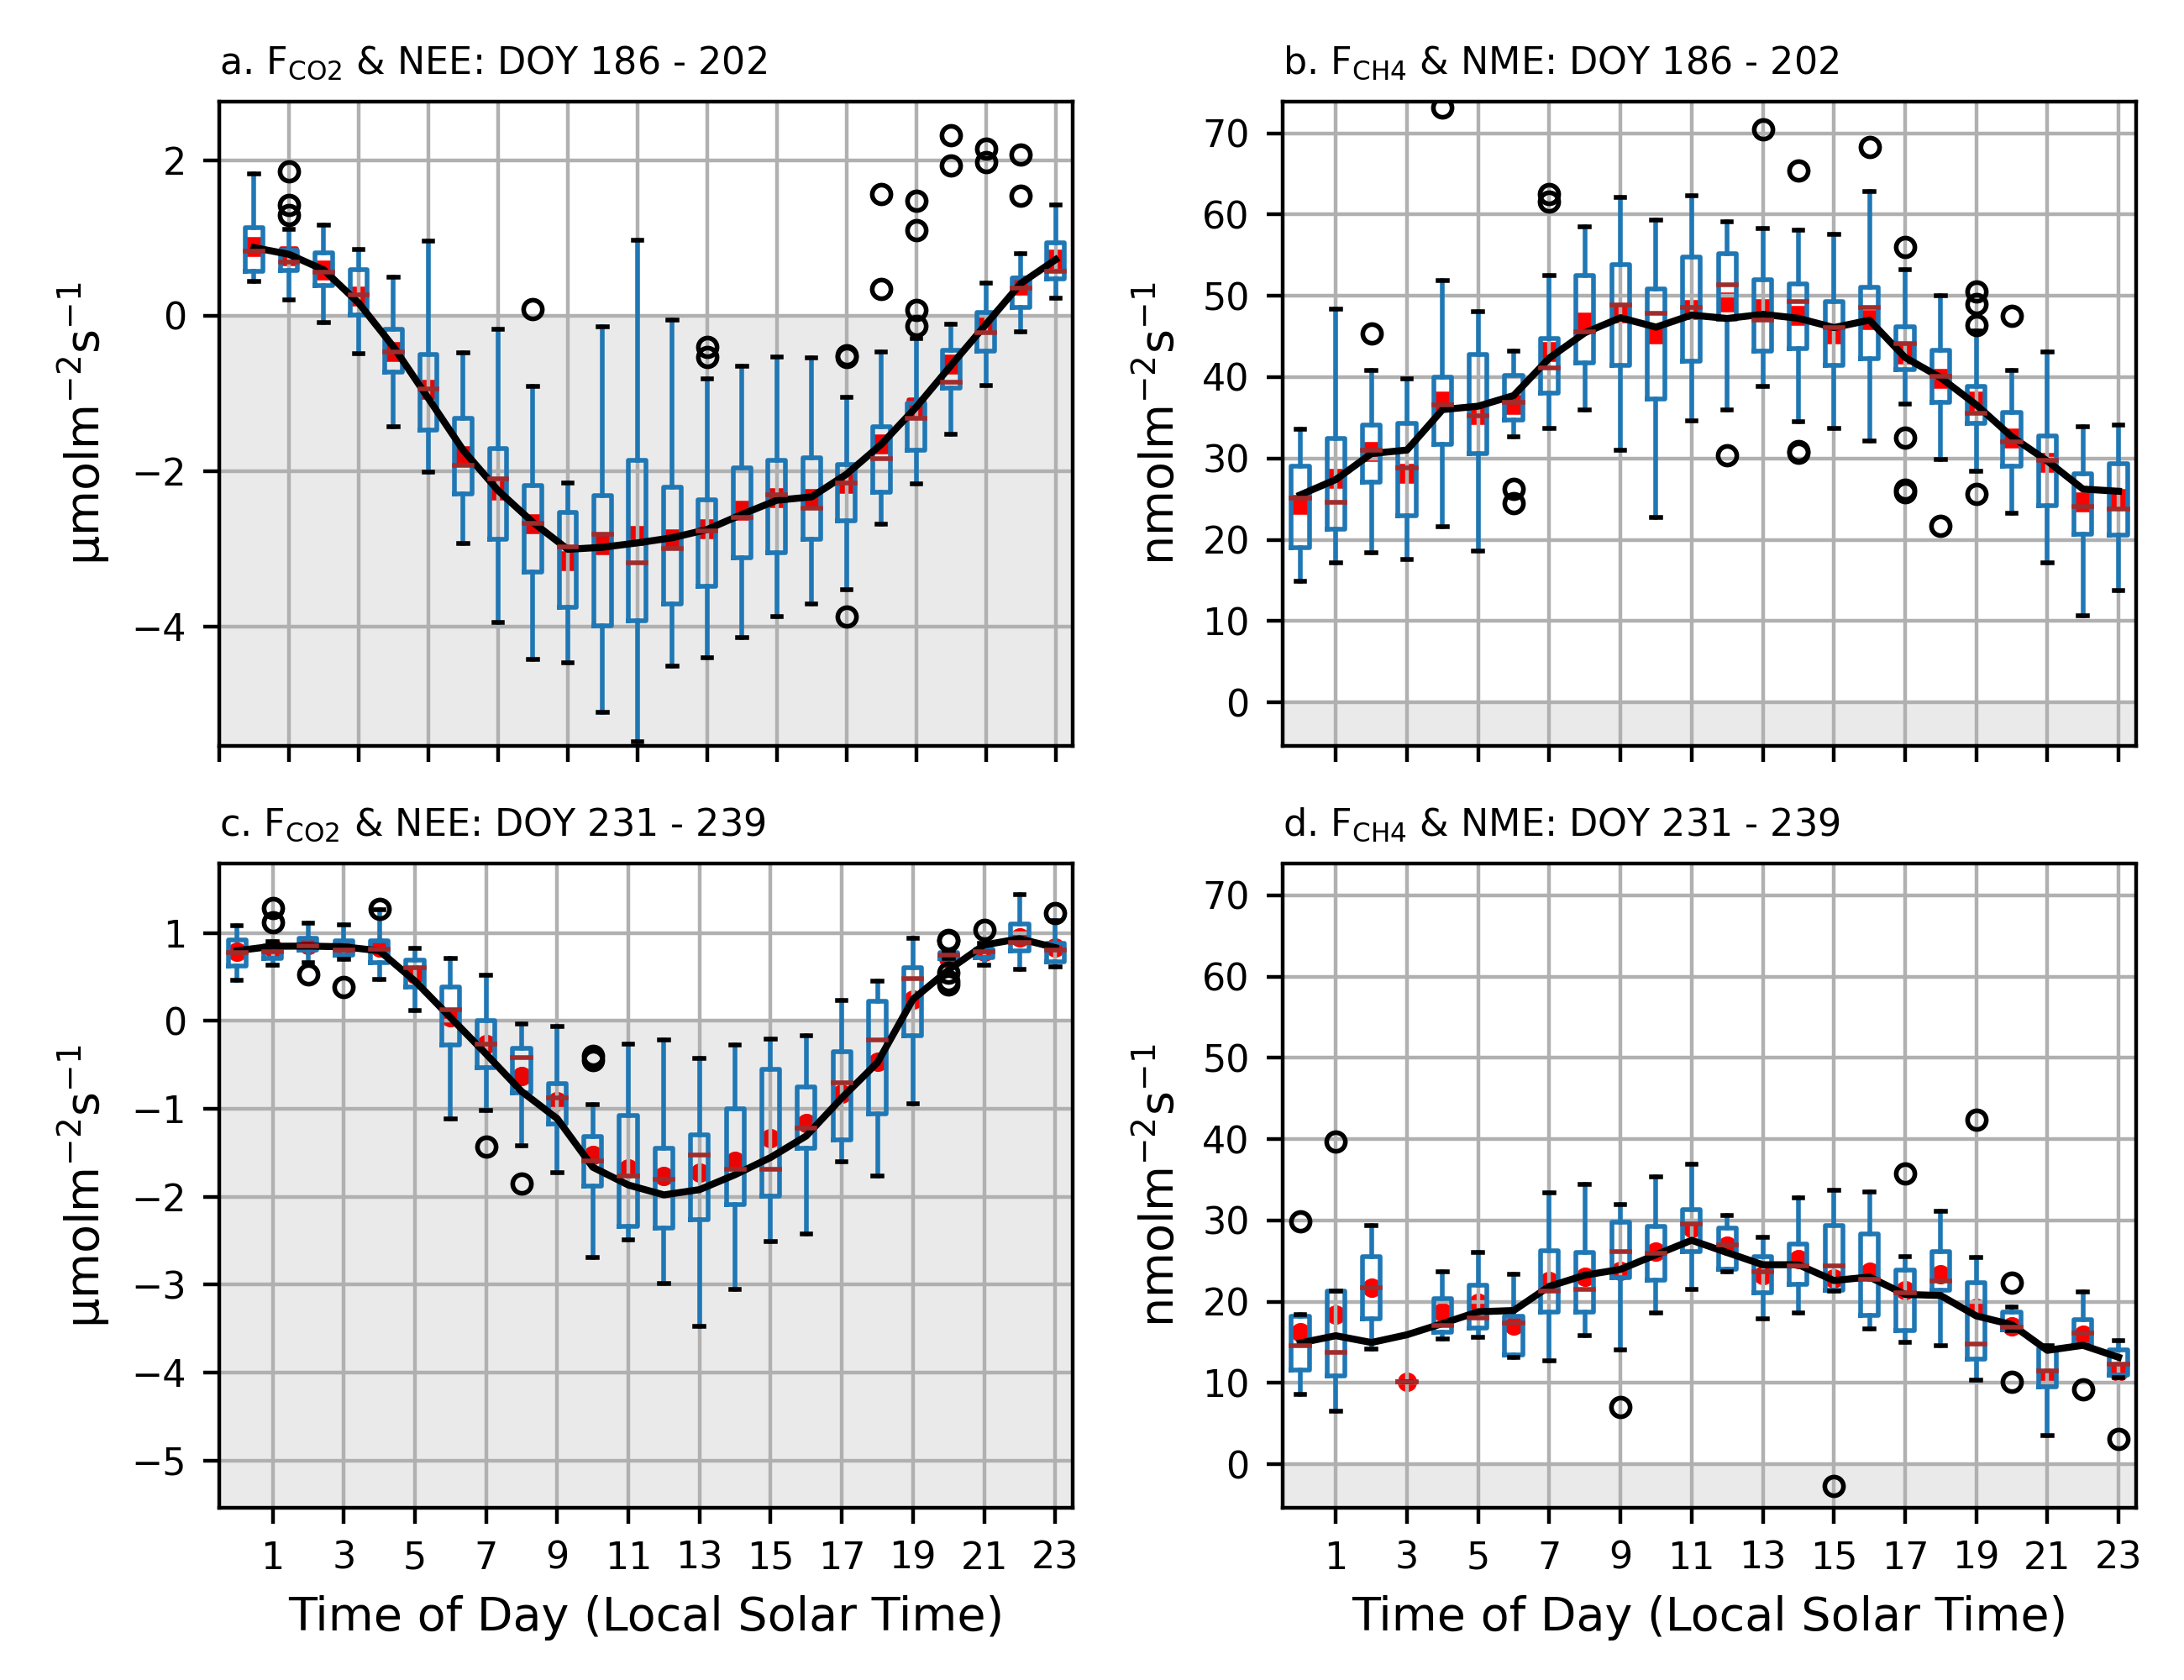 a. F_CO2 & NEE: DOY 186 - 202
b. F_CH4 & NME: DOY 186 - 202
2
0
−2
−4
μmolm⁻²s⁻¹
70
60
50
40
30
20
10
0
nmolm⁻²s⁻¹
c. F_CO2 & NEE: DOY 231 - 239
d. F_CH4 & NME: DOY 231 - 239
1
0
−1
−2
−3
−4
−5
μmolm⁻²s⁻¹
1 3 5 7 9 11 13 15 17 19 21 23
Time of Day (Local Solar Time)
70
60
50
40
30
20
10
0
nmolm⁻²s⁻¹
1 3 5 7 9 11 13 15 17 19 21 23
Time of Day (Local Solar Time)